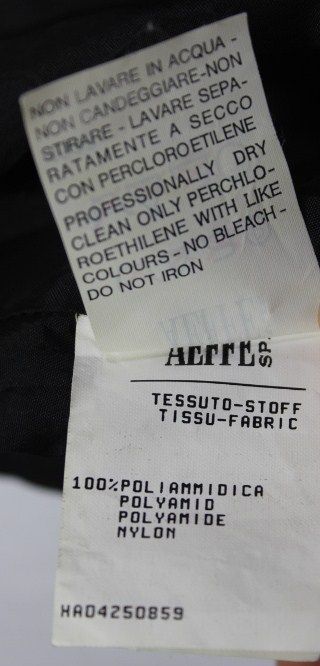 NON LAVARE IN ACQUA -
NON CANDEGGIARE-NON
STIRARE - LAVARE SEPA-
RATAMENTE A SECCO
CON PERCLOROETILENE
PROFESSIONALLY DRY
CLEAN ONLY PERCHLO-
ROETHILENE WITH LIKE
COLOURS - NO BLEACH -
DO NOT IRON
AEFFE SPA
TESSUTO-STOFF
TISSU-FABRIC
100%POLIAMMIDICA
POLYAMID
POLYAMIDE
NYLON
HA04250859